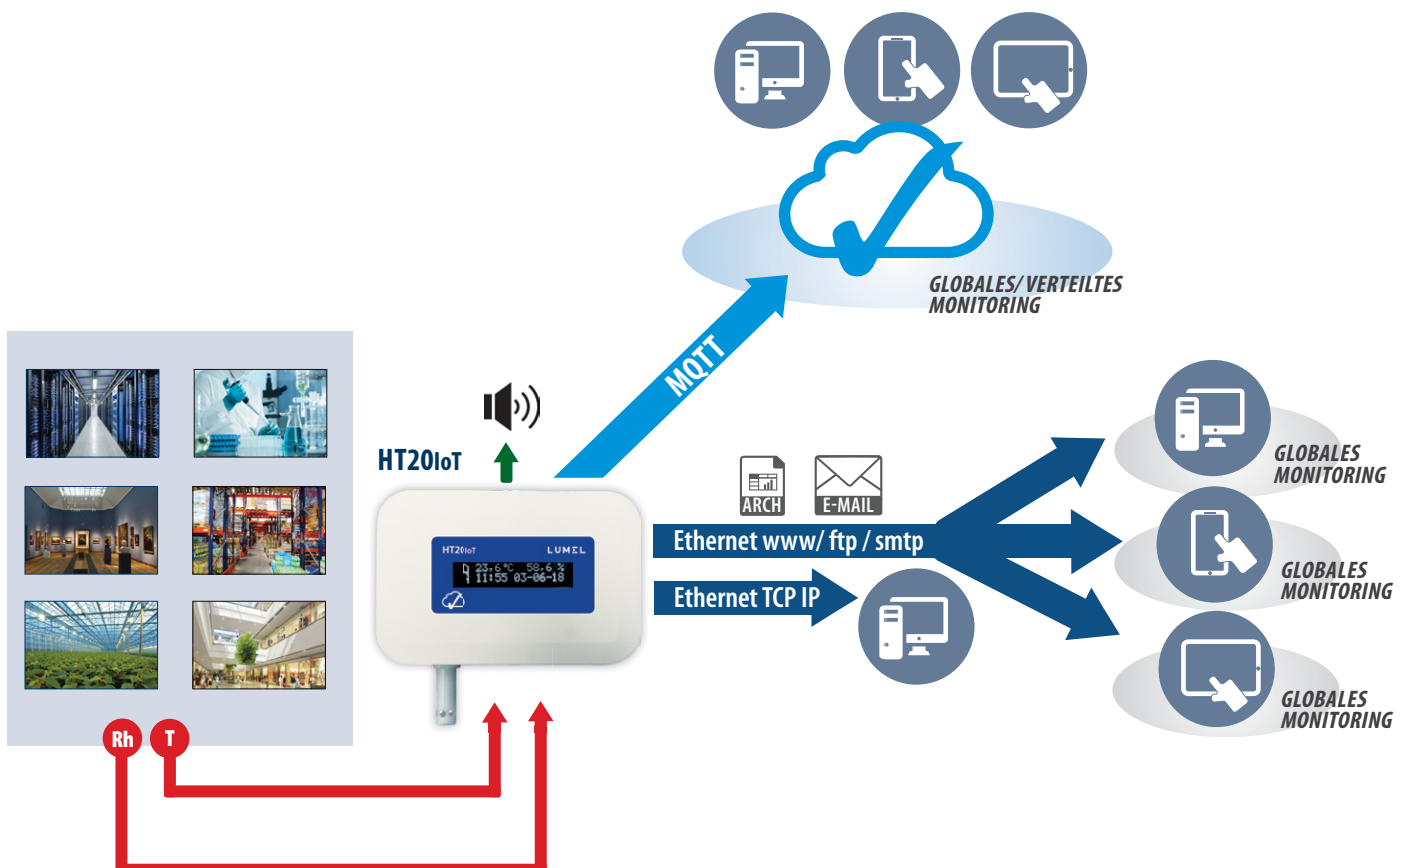 GLOBALES/ VERTEILTES
MONITORING
MQTT
HT20IoT
HT20IoT LUMEL
23,6°C 58,6 %
11:55 03-06-18
ARCH
E-MAIL
Ethernet www/ ftp / smtp
Ethernet TCP IP
GLOBALES
MONITORING
GLOBALES
MONITORING
GLOBALES
MONITORING
Rh
T